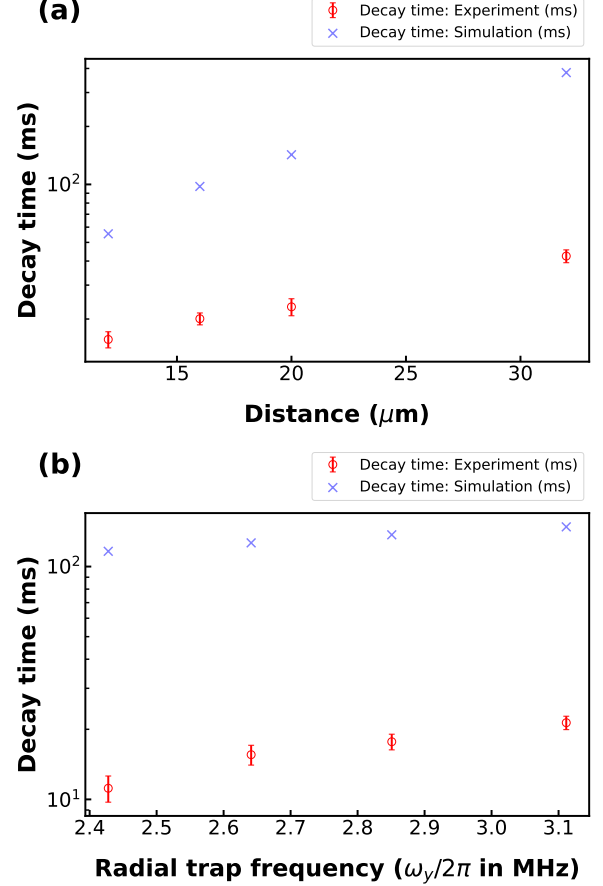 (a)
Decay time: Experiment (ms)
Decay time: Simulation (ms)
Decay time (ms)
10²
15 20 25 30
Distance (μm)
(b)
Decay time: Experiment (ms)
Decay time: Simulation (ms)
Decay time (ms)
10²
10¹
2.4 2.5 2.6 2.7 2.8 2.9 3.0 3.1
Radial trap frequency (ω_y/2π in MHz)